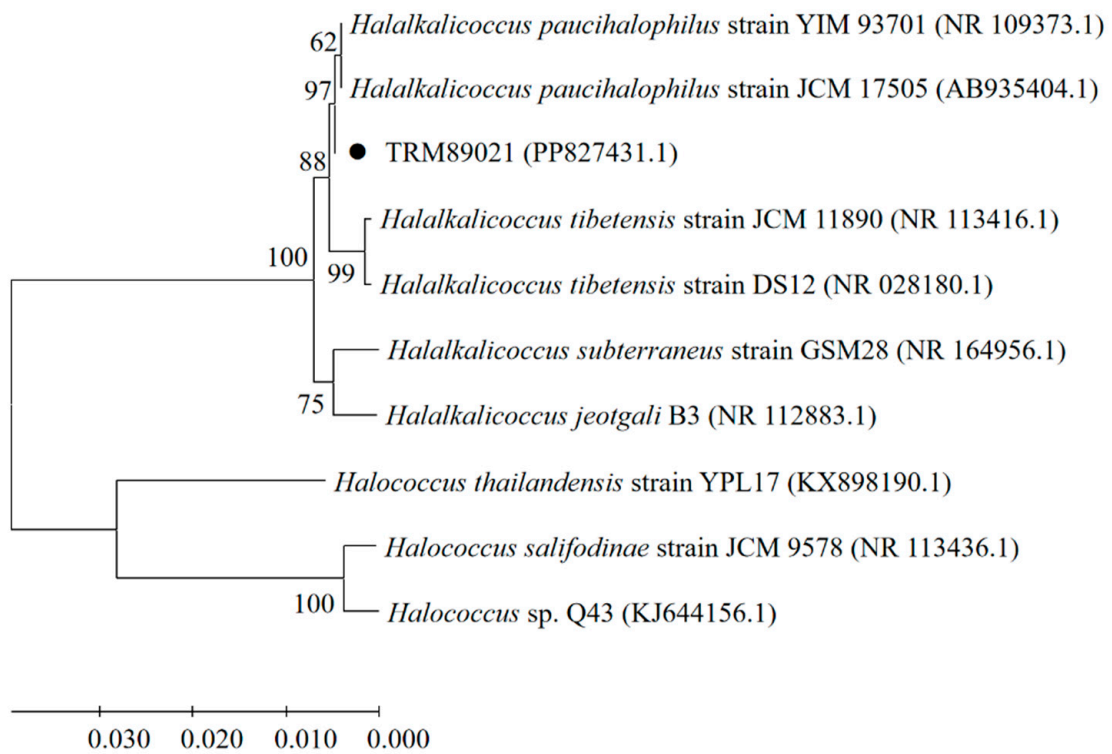 Halalkalicoccus paucihalophilus strain YIM 93701 (NR 109373.1)
62
97
Halalkalicoccus paucihalophilus strain JCM 17505 (AB935404.1)
88
TRM89021 (PP827431.1)
Halalkalicoccus tibetensis strain JCM 11890 (NR 113416.1)
100
99
Halalkalicoccus tibetensis strain DS12 (NR 028180.1)
Halalkalicoccus subterraneus strain GSM28 (NR 164956.1)
75
Halalkalicoccus jeotgali B3 (NR 112883.1)
Halococcus thailandensis strain YPL17 (KX898190.1)
Halococcus salifodinae strain JCM 9578 (NR 113436.1)
100
Halococcus sp. Q43 (KJ644156.1)
0.030 0.020 0.010 0.000